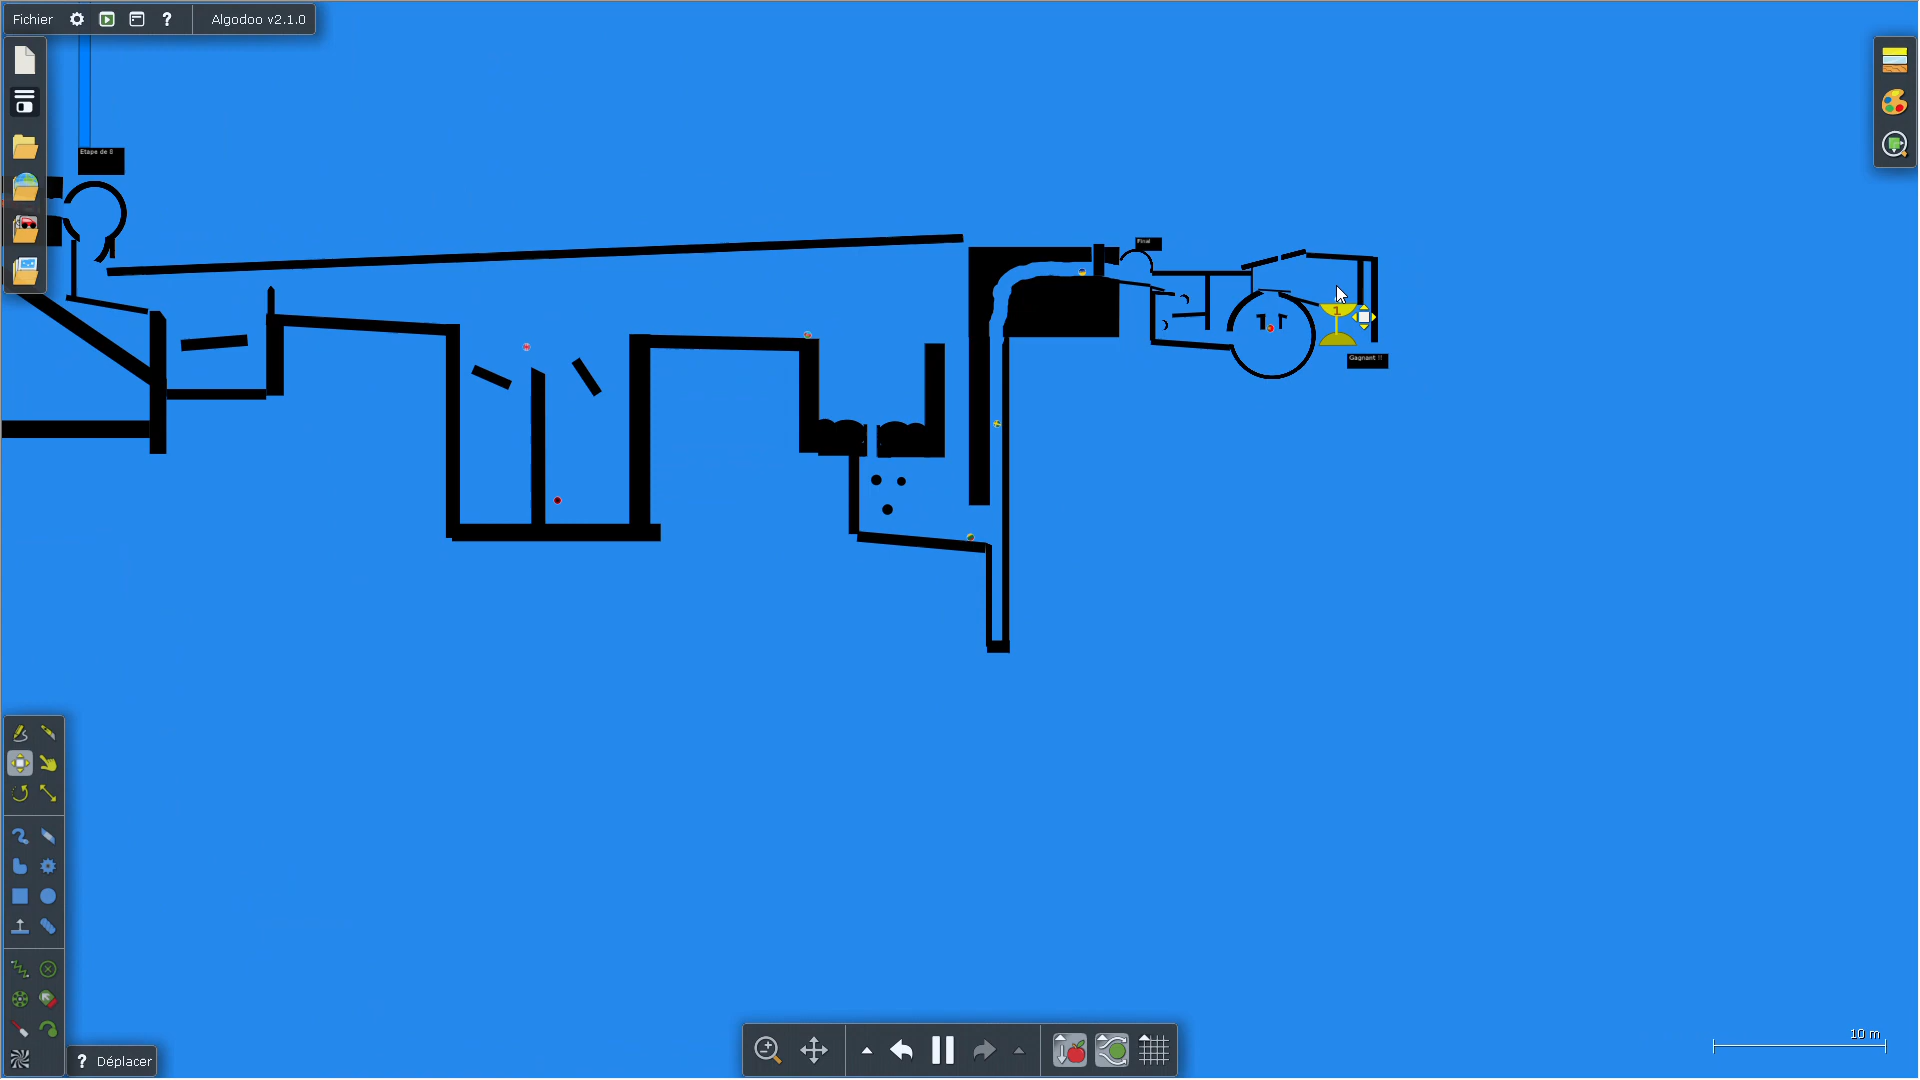 Fichier
?
Algodoo v2.1.0
Etape de 8
Final
1
Gagnant !!
10 m
? Déplacer